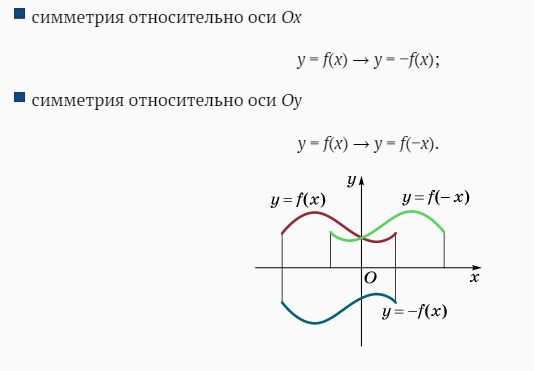 симметрия относительно оси Ox
y = f(x) → y = −f(x);
симметрия относительно оси Oy
y = f(x) → y = f(−x).
y
y = f(x)
y = f(− x)
O
x
y = −f(x)